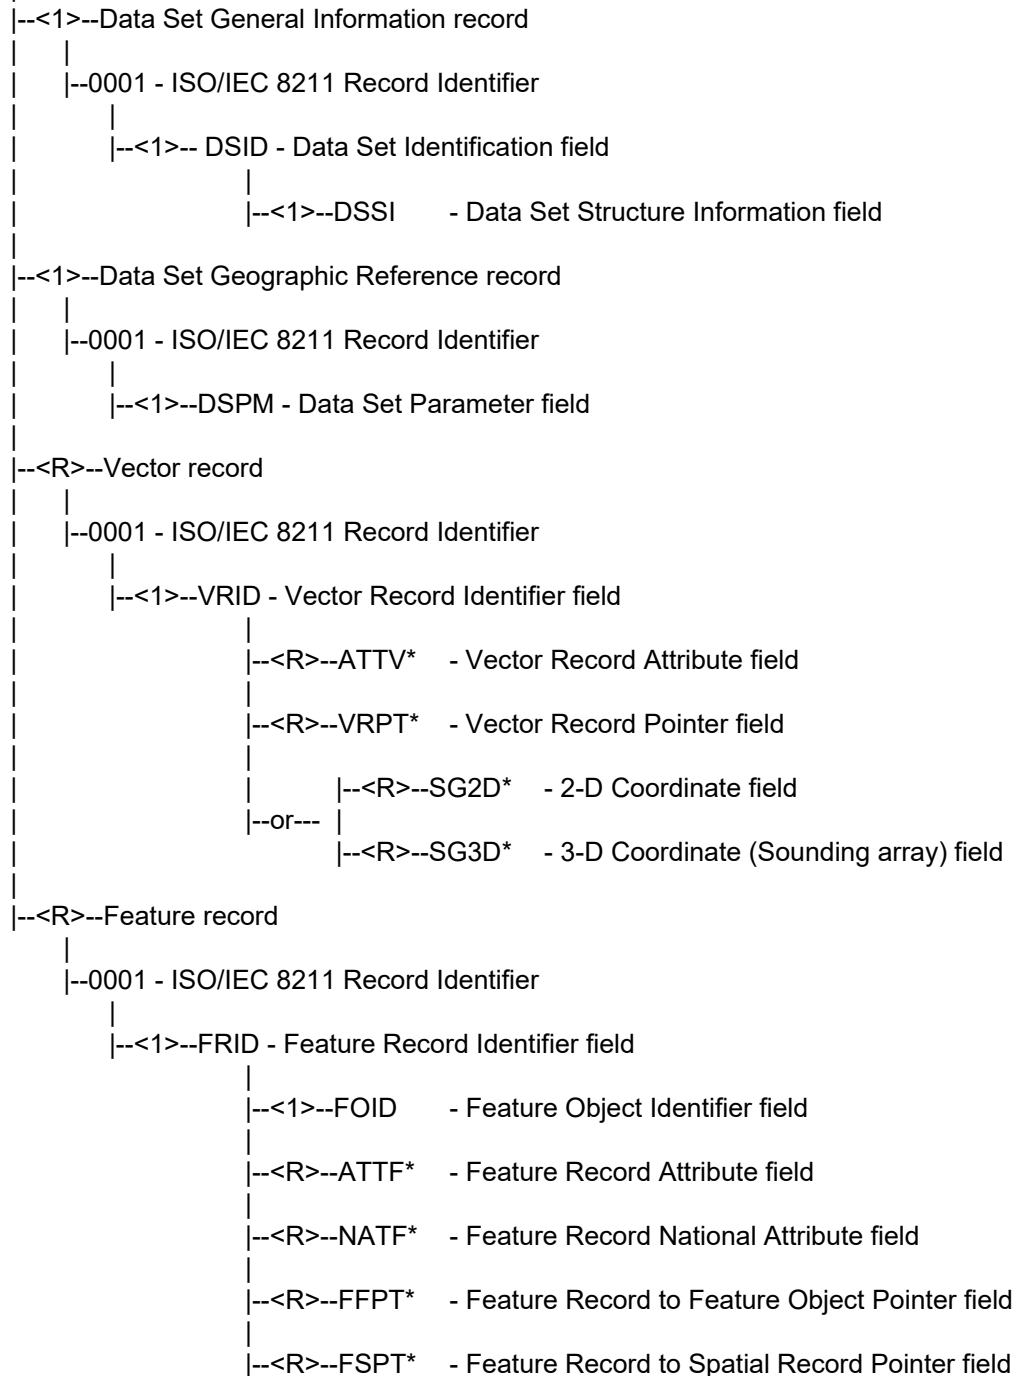 |--<1>--Data Set General Information record
|--0001 - ISO/IEC 8211 Record Identifier
|--<1>-- DSID - Data Set Identification field
|--<1>--DSSI - Data Set Structure Information field
|--<1>--Data Set Geographic Reference record
|--0001 - ISO/IEC 8211 Record Identifier
|--<1>--DSPM - Data Set Parameter field
|--<R>--Vector record
|--0001 - ISO/IEC 8211 Record Identifier
|--<1>--VRID - Vector Record Identifier field
|--<R>--ATTV* - Vector Record Attribute field
|--<R>--VRPT* - Vector Record Pointer field
|--<R>--SG2D* - 2-D Coordinate field
|--or--- |
|--<R>--SG3D* - 3-D Coordinate (Sounding array) field
|--<R>--Feature record
|--0001 - ISO/IEC 8211 Record Identifier
|--<1>--FRID - Feature Record Identifier field
|--<1>--FOID - Feature Object Identifier field
|--<R>--ATTF* - Feature Record Attribute field
|--<R>--NATF* - Feature Record National Attribute field
|--<R>--FFPT* - Feature Record to Feature Object Pointer field
|--<R>--FSPT* - Feature Record to Spatial Record Pointer field